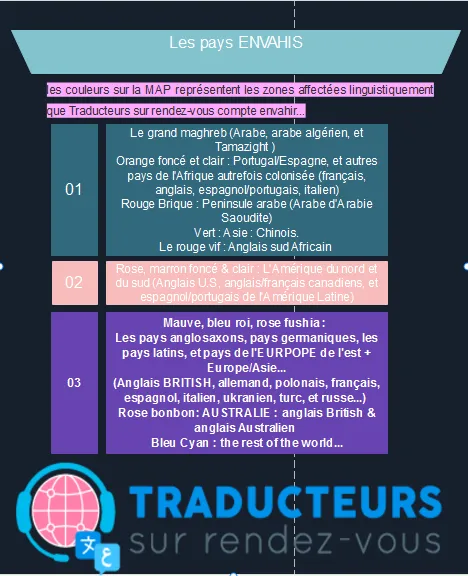 Les pays ENVAHIS
les couleurs sur la MAP représentent les zones affectées linguistiquement
que Traducteurs sur rendez-vous compte envahir...
01
Le grand maghreb (Arabe, arabe algérien, et
Tamazight )
Orange foncé et clair : Portugal/Espagne, et autres
pays de l'Afrique autrefois colonisée (français,
anglais, espagnol/portugais, italien)
Rouge Brique : Peninsule arabe (Arabe d'Arabie
Saoudite)
Vert : Asie : Chinois.
Le rouge vif : Anglais sud Africain
02
Rose, marron foncé & clair : L'Amérique du nord et
du sud (Anglais U.S, anglais/français canadiens, et
espagnol/portugais de l'Amérique Latine)
03
Mauve, bleu roi, rose fushia :
Les pays anglosaxons, pays germaniques, les
pays latins, et pays de l'EURPOPE de l'est +
Europe/Asie...
(Anglais BRITISH, allemand, polonais, français,
espagnol, italien, ukranien, turc, et russe...)
Rose bonbon: AUSTRALIE : anglais British &
anglais Australien
Bleu Cyan : the rest of the world...
TRADUCTEURS
sur rendez-vous
文 ع